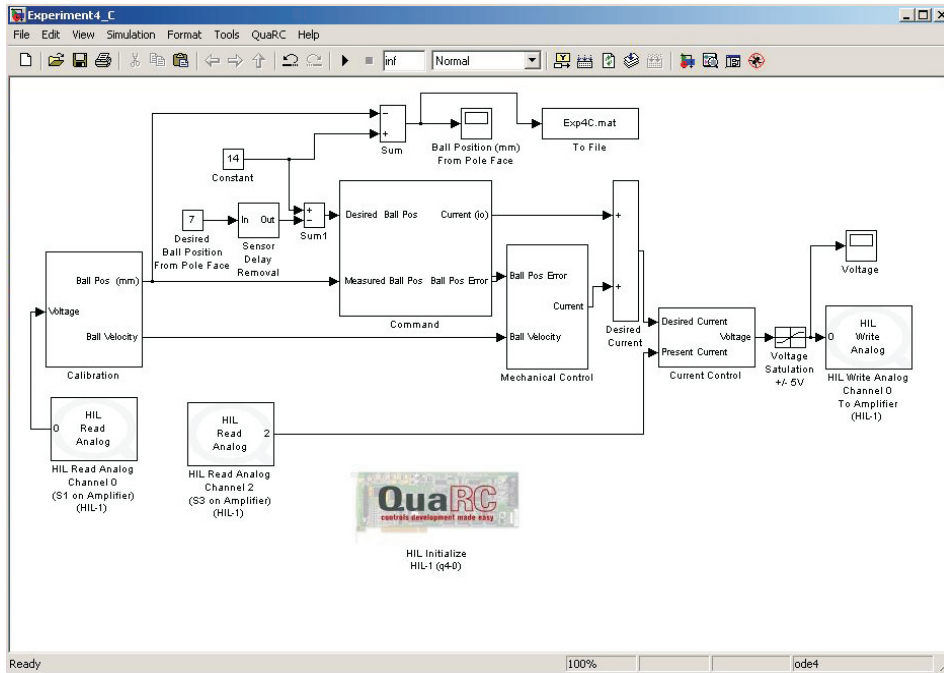 Experiment4_C
File Edit View Simulation Format Tools QuaRC Help
inf Normal
−
+
Sum
Ball Position (mm)
From Pole Face
Exp4C.mat
To File
14
Constant
7
Desired
Ball Position
From Pole Face
In Out
Sensor
Delay
Removal
+
−
Sum1
Desired Ball Pos
Current (io)
Measured Ball Pos
Ball Pos Error
Command
Ball Pos Error
Current
Ball Velocity
Mechanical Control
+
+
Desired
Current
Ball Pos (mm)
Voltage
Ball Velocity
Calibration
Desired Current
Voltage
Present Current
Current Control
Voltage
Satulation
+/- 5V
Voltage
0
HIL
Write
Analog
HIL Write Analog
Channel 0
To Amplifier
(HIL-1)
HIL
Read
Analog
0
HIL Read Analog
Channel 0
(S1 on Amplifier)
(HIL-1)
HIL
Read
Analog
2
HIL Read Analog
Channel 2
(S3 on Amplifier)
(HIL-1)
QuaRC
controls development made easy
HIL Initialize
HIL-1 (q4-0)
Ready 100% ode4